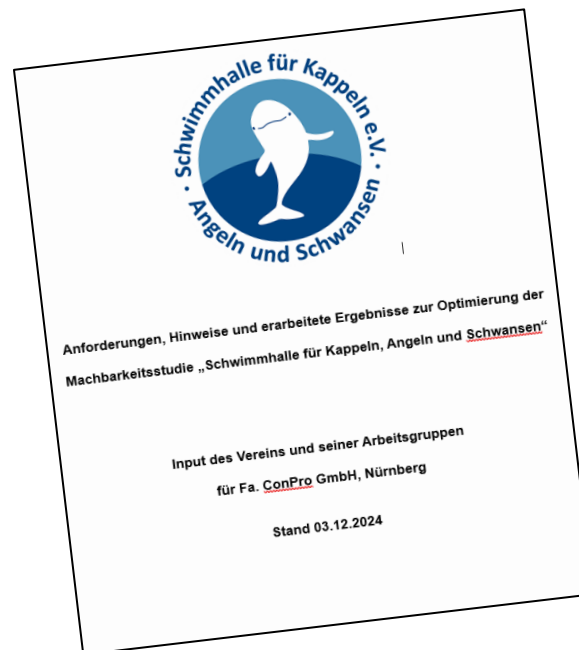 · Schwimmhalle für Kappeln e.V. ·
Angeln und Schwansen
Anforderungen, Hinweise und erarbeitete Ergebnisse zur Optimierung der
Machbarkeitsstudie „Schwimmhalle für Kappeln, Angeln und Schwansen“
Input des Vereins und seiner Arbeitsgruppen
für Fa. ConPro GmbH, Nürnberg
Stand 03.12.2024